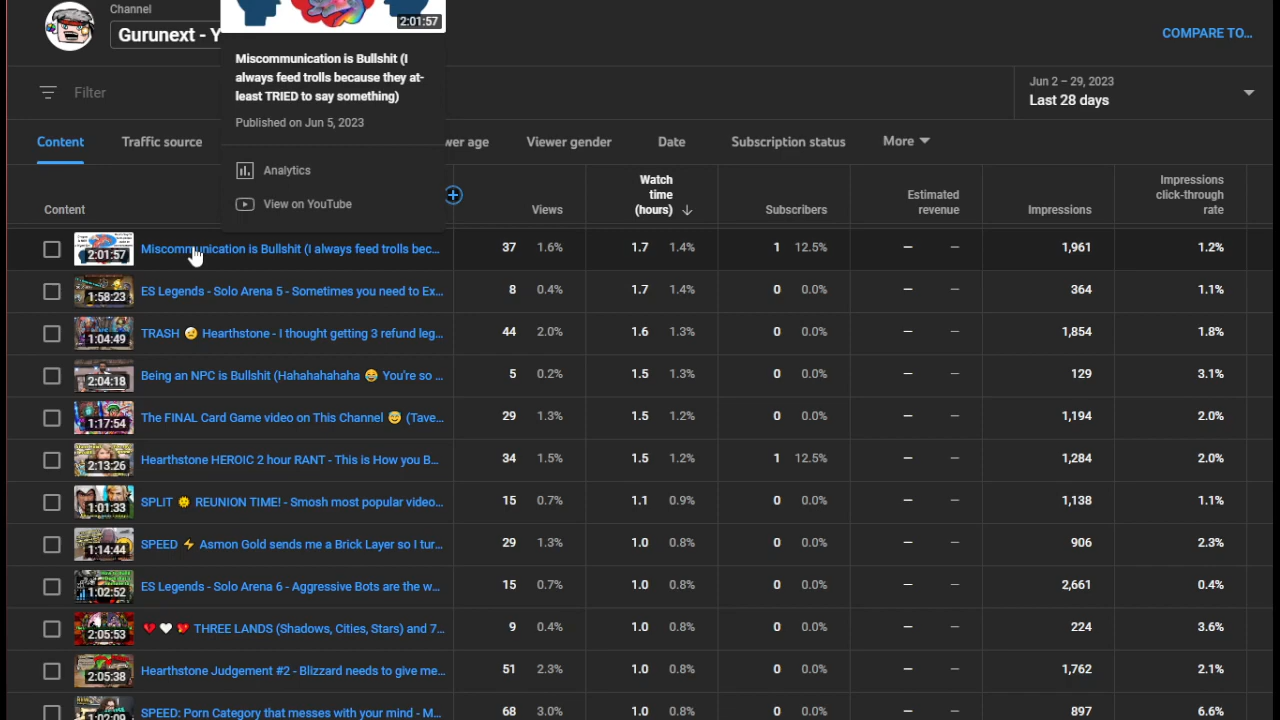 Channel
Gurunext - Y
2:01:57
COMPARE TO...
Miscommunication is Bullshit (I
always feed trolls because they at-
least TRIED to say something)
Published on Jun 5, 2023
Filter
Jun 2 – 29, 2023
Last 28 days
Content Traffic source wer age Viewer gender Date Subscription status More
Analytics
View on YouTube
Content Views Watch time (hours) Subscribers Estimated revenue Impressions Impressions click-through rate
2:01:57 Miscommunication is Bullshit (I always feed trolls bec... 37 1.6% 1.7 1.4% 1 12.5% — — 1,961 1.2%
1:58:23 ES Legends - Solo Arena 5 - Sometimes you need to Ex... 8 0.4% 1.7 1.4% 0 0.0% — — 364 1.1%
1:04:49 TRASH 😢 Hearthstone - I thought getting 3 refund leg... 44 2.0% 1.6 1.3% 0 0.0% — — 1,854 1.8%
2:04:18 Being an NPC is Bullshit (Hahahahahaha 😂 You're so ... 5 0.2% 1.5 1.3% 0 0.0% — — 129 3.1%
1:17:54 The FINAL Card Game video on This Channel 😅 (Tave... 29 1.3% 1.5 1.2% 0 0.0% — — 1,194 2.0%
2:13:26 Hearthstone HEROIC 2 hour RANT - This is How you B... 34 1.5% 1.5 1.2% 1 12.5% — — 1,284 2.0%
1:01:33 SPLIT 🌞 REUNION TIME! - Smosh most popular video... 15 0.7% 1.1 0.9% 0 0.0% — — 1,138 1.1%
1:14:44 SPEED ⚡ Asmon Gold sends me a Brick Layer so I tur... 29 1.3% 1.0 0.8% 0 0.0% — — 906 2.3%
1:02:52 ES Legends - Solo Arena 6 - Aggressive Bots are the w... 15 0.7% 1.0 0.8% 0 0.0% — — 2,661 0.4%
2:05:53 💔 🤍 💘 THREE LANDS (Shadows, Cities, Stars) and 7... 9 0.4% 1.0 0.8% 0 0.0% — — 224 3.6%
2:05:38 Hearthstone Judgement #2 - Blizzard needs to give me... 51 2.3% 1.0 0.8% 0 0.0% — — 1,762 2.1%
1:02:09 SPEED: Porn Category that messes with your mind - M... 68 3.0% 1.0 0.8% 0 0.0% — — 897 6.6%